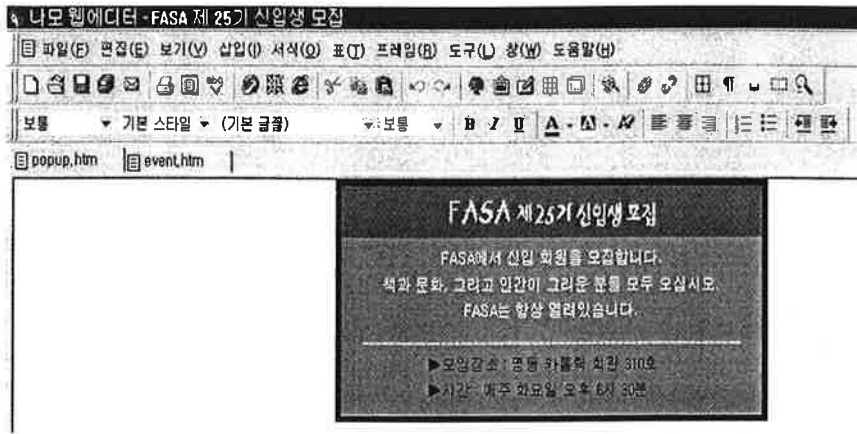 나모 웹에디터 - FASA 제 25기 신입생 모집
파일(F) 편집(E) 보기(V) 삽입(I) 서식(O) 표(T) 프레임(R) 도구(L) 창(W) 도움말(H)
보통 기본 스타일 (기본 글꼴) 보통 B I U A
popup.htm event.htm
FASA 제25기 신입생 모집
FASA에서 신입 회원을 모집합니다.
책과 문화, 그리고 인간이 그리운 분들 모두 오십시오.
FASA는 항상 열려있습니다.
▶모임장소 : 명동 카톨릭 회관 310호
▶시간 : 매주 화요일 오후 6시 30분